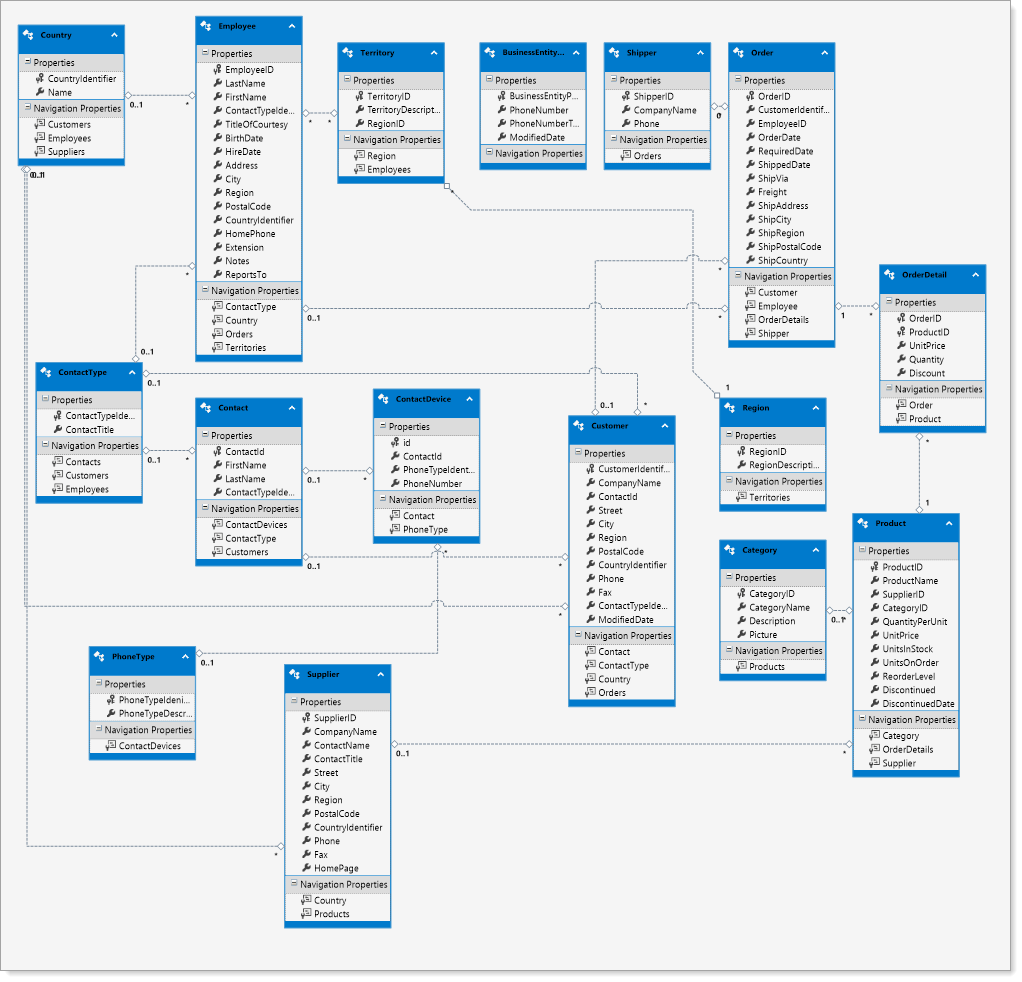 Country
Properties
CountryIdentifier
Name
Navigation Properties
Customers
Employees
Suppliers
0..1
*
Employee
Properties
EmployeeID
LastName
FirstName
ContactTypeIde...
TitleOfCourtesy
BirthDate
HireDate
Address
City
Region
PostalCode
CountryIdentifier
HomePhone
Extension
Notes
ReportsTo
Navigation Properties
ContactType
Country
Orders
Territories
*
*
Territory
Properties
TerritoryID
TerritoryDescript...
RegionID
Navigation Properties
Region
Employees
*
BusinessEntity...
Properties
BusinessEntityP...
PhoneNumber
PhoneNumberT...
ModifiedDate
Navigation Properties
Shipper
Properties
ShipperID
CompanyName
Phone
Navigation Properties
Orders
Order
Properties
OrderID
CustomerIdentif...
EmployeeID
OrderDate
RequiredDate
ShippedDate
ShipVia
Freight
ShipAddress
ShipCity
ShipRegion
ShipPostalCode
ShipCountry
Navigation Properties
Customer
Employee
OrderDetails
Shipper
*
0..1
*
1
*
OrderDetail
Properties
OrderID
ProductID
UnitPrice
Quantity
Discount
Navigation Properties
Order
Product
*
1
*
0..1
ContactType
Properties
ContactTypeIde...
ContactTitle
Navigation Properties
Contacts
Customers
Employees
0..1
*
0..1
*
Contact
Properties
ContactId
FirstName
LastName
ContactTypeIde...
Navigation Properties
ContactDevices
ContactType
Customers
0..1
*
0..1
*
ContactDevice
Properties
id
ContactId
PhoneTypeIdent...
PhoneNumber
Navigation Properties
Contact
PhoneType
*
0..1
Customer
Properties
CustomerIdentif...
CompanyName
ContactId
Street
City
Region
PostalCode
CountryIdentifier
Phone
Fax
ContactTypeIde...
ModifiedDate
Navigation Properties
Contact
ContactType
Country
Orders
*
1
Region
Properties
RegionID
RegionDescripti...
Navigation Properties
Territories
Category
Properties
CategoryID
CategoryName
Description
Picture
Navigation Properties
Products
Product
Properties
ProductID
ProductName
SupplierID
CategoryID
QuantityPerUnit
UnitPrice
UnitsInStock
UnitsOnOrder
ReorderLevel
Discontinued
DiscontinuedDate
Navigation Properties
Category
OrderDetails
Supplier
PhoneType
Properties
PhoneTypeIdeni...
PhoneTypeDescr...
Navigation Properties
ContactDevices
0..1
Supplier
Properties
SupplierID
CompanyName
ContactName
ContactTitle
Street
City
Region
PostalCode
CountryIdentifier
Phone
Fax
HomePage
Navigation Properties
Country
Products
0..1
*
*